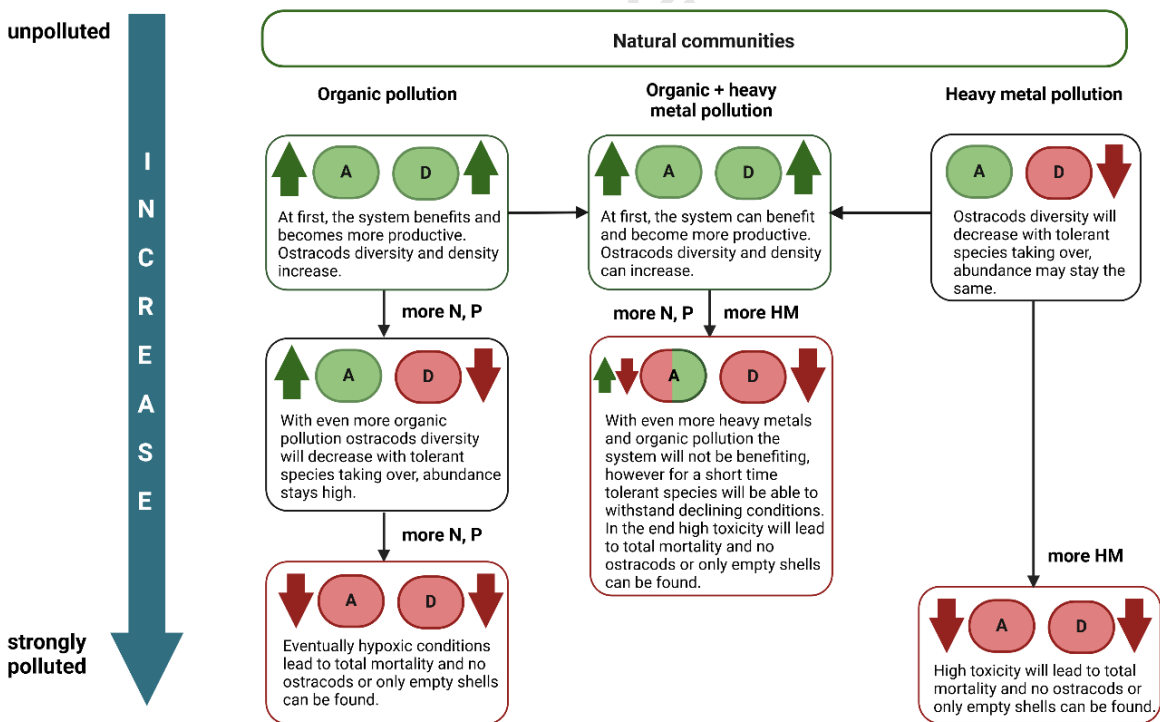 unpolluted
I
N
C
R
E
A
S
E
strongly
polluted
Natural communities
Organic pollution
A
D
At first, the system benefits and
becomes more productive.
Ostracods diversity and density
increase.
more N, P
A
D
With even more organic
pollution ostracods diversity
will decrease with tolerant
species taking over, abundance
stays high.
more N, P
A
D
Eventually hypoxic conditions
lead to total mortality and no
ostracods or only empty shells
can be found.
Organic + heavy
metal pollution
A
D
At first, the system can benefit
and become more productive.
Ostracods diversity and density
can increase.
more N, P
more HM
A
D
With even more heavy metals
and organic pollution the
system will not be benefiting,
however for a short time
tolerant species will be able to
withstand declining conditions.
In the end high toxicity will lead
to total mortality and no
ostracods or only empty shells
can be found.
Heavy metal pollution
A
D
Ostracods diversity will
decrease with tolerant
species taking over,
abundance may stay the
same.
more HM
A
D
High toxicity will lead to total
mortality and no ostracods or
only empty shells can be found.